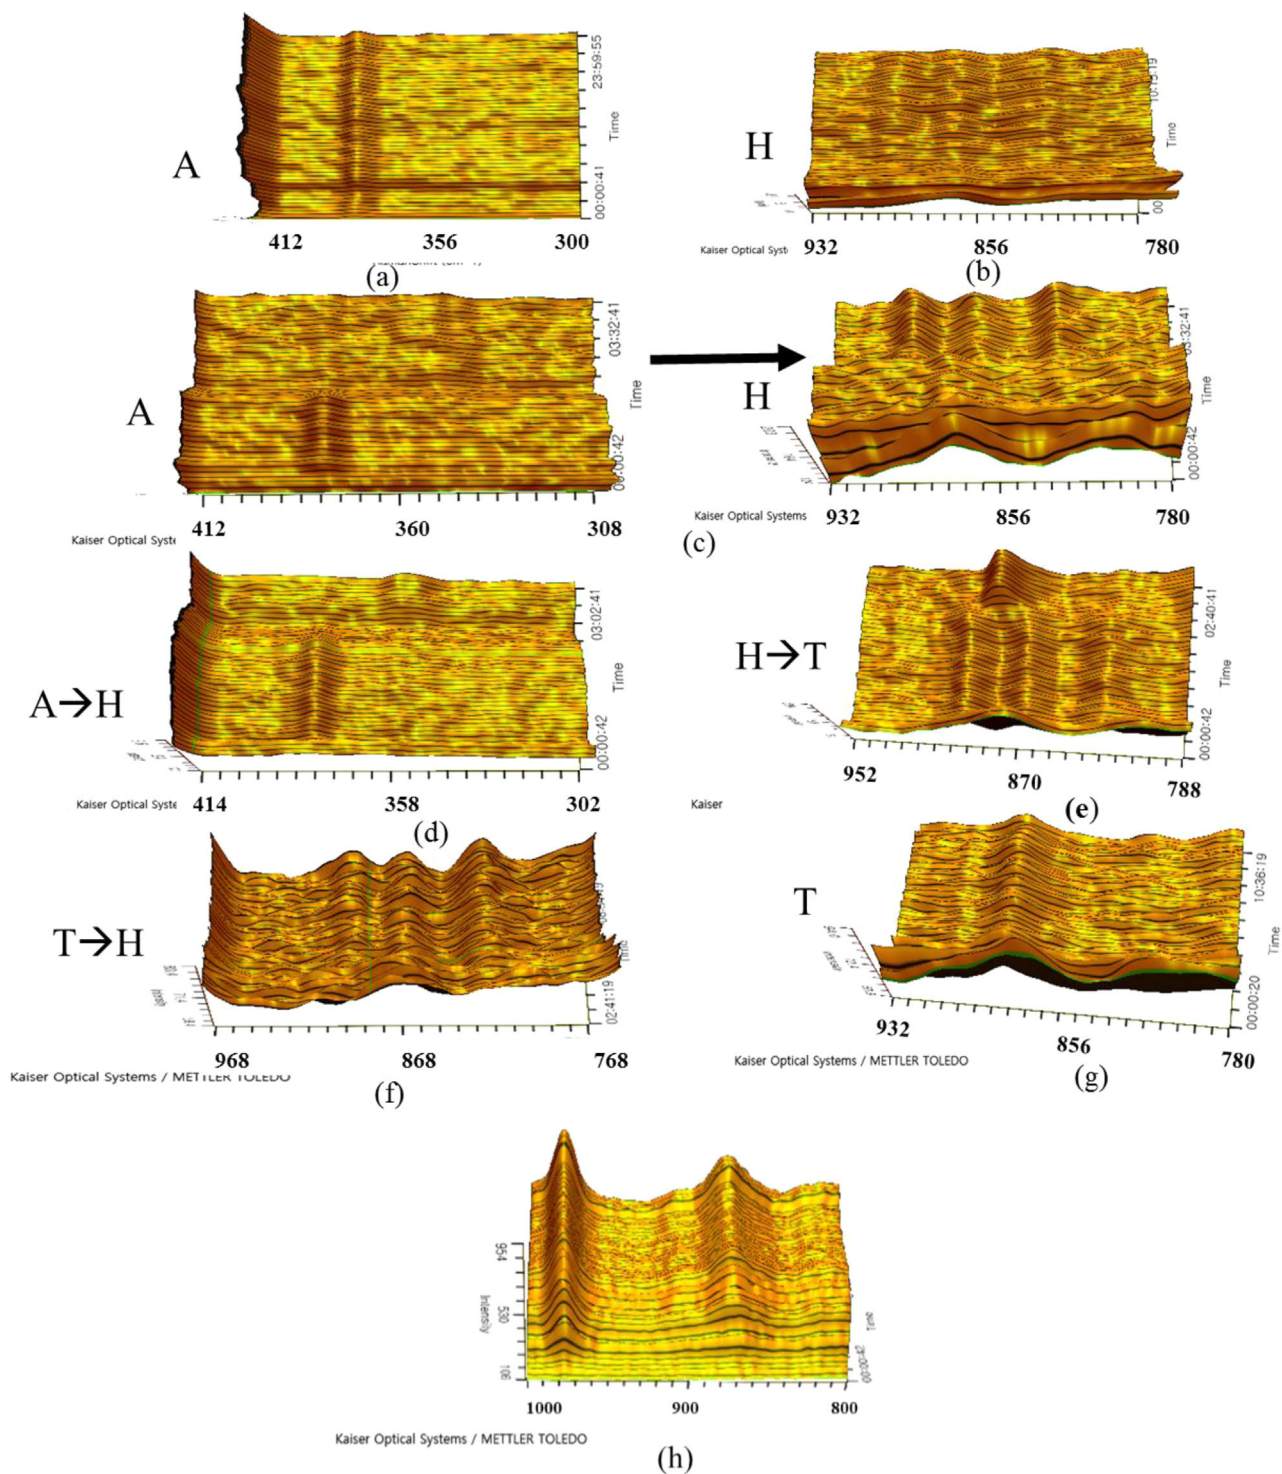 A
23:59:55
Time
00:00:41
412 356 300
(a)
H
10:15:19
Time
00
Kaiser Optical Syst
932 856 780
(b)
A
03:32:41
Time
00:00:42
412 360 308
Kaiser Optical Syste
H
03:32:41
Time
00:00:42
932 856 780
Kaiser Optical Systems
(c)
A→H
03:02:41
Time
00:00:42
414 358 302
Kaiser Optical Syste
(d)
H→T
02:40:41
Time
00:00:42
952 870 788
Kaiser
(e)
T→H
Time
02:41:19
968 868 768
Kaiser Optical Systems / METTLER TOLEDO
(f)
T
10:36:19
Time
00:00:20
932 856 780
Kaiser Optical Systems / METTLER TOLEDO
(g)
954
530
106
Intensity
Time
1000 900 800
Kaiser Optical Systems / METTLER TOLEDO
(h)